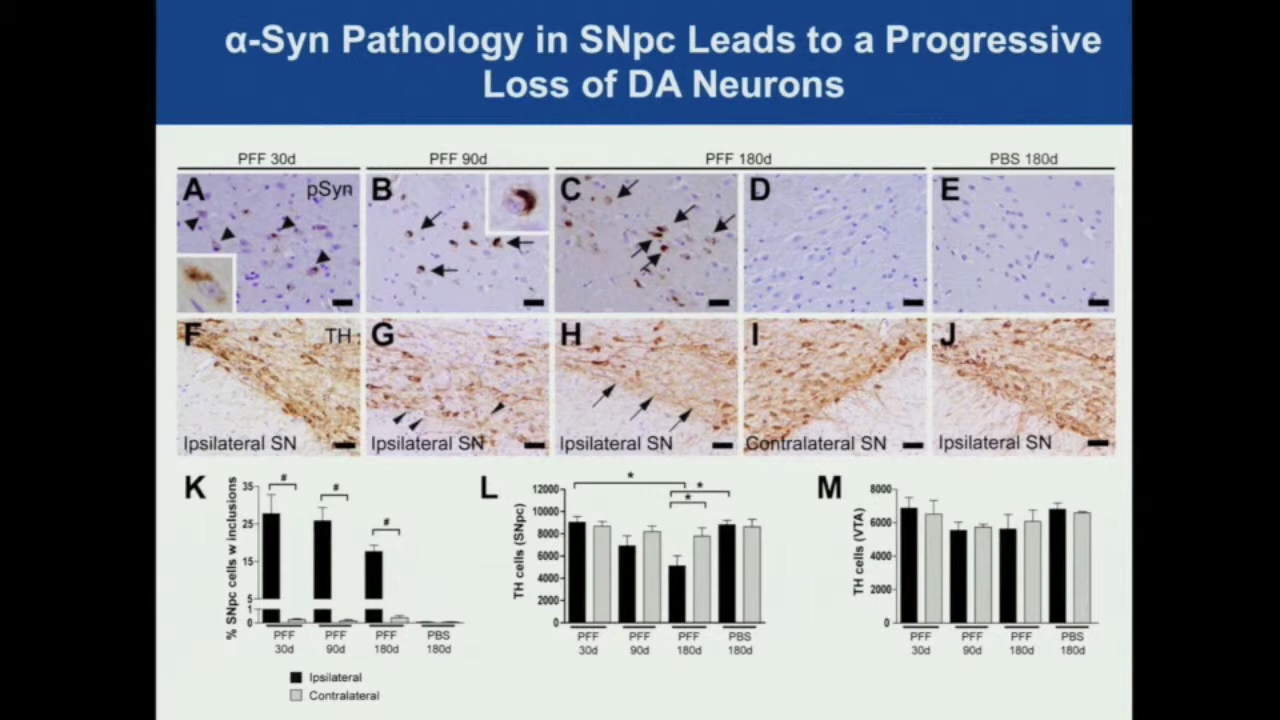 α-Syn Pathology in SNpc Leads to a Progressive
Loss of DA Neurons
PFF 30d
PFF 90d
PFF 180d
PBS 180d
A
pSyn
B
C
D
E
F
TH
G
H
I
J
Ipsilateral SN
Ipsilateral SN
Ipsilateral SN
Contralateral SN
Ipsilateral SN
K
% SNpc cells w inclusions
35
25
15
5
1
0
#
#
#
PFF
30d
PFF
90d
PFF
180d
PBS
180d
L
TH cells (SNpc)
12000
10000
8000
6000
4000
2000
0
*
*
*
PFF
30d
PFF
90d
PFF
180d
PBS
180d
M
TH cells (VTA)
8000
6000
4000
2000
0
PFF
30d
PFF
90d
PFF
180d
PBS
180d
Ipsilateral
Contralateral